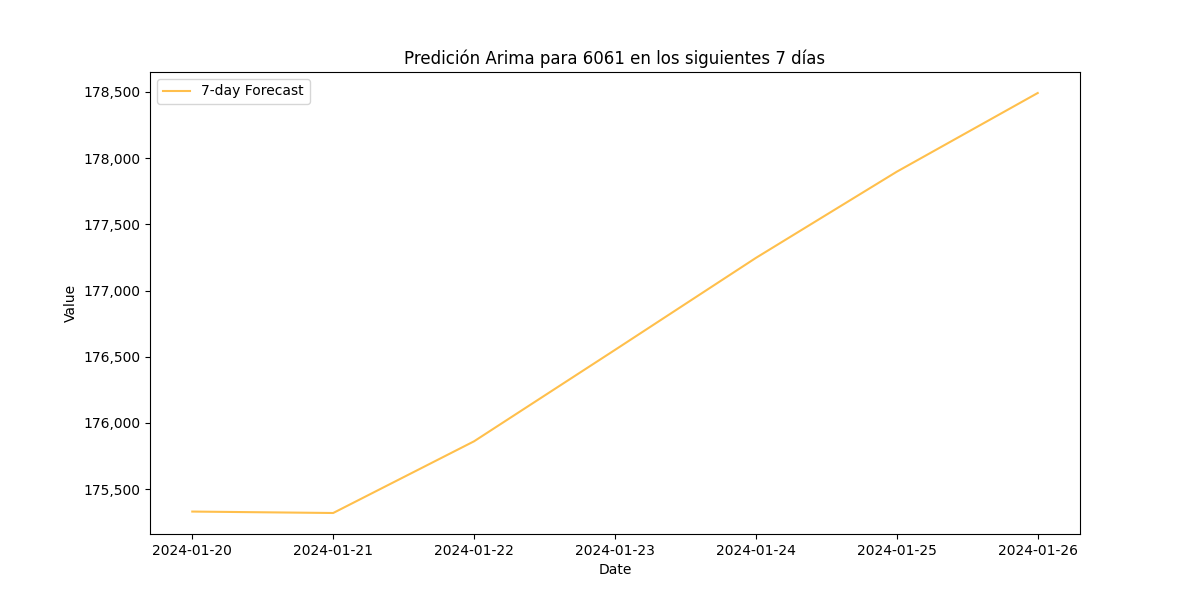 Predición Arima para 6061 en los siguientes 7 días
7-day Forecast
178,500
178,000
177,500
177,000
176,500
176,000
175,500
Value
2024-01-20 2024-01-21 2024-01-22 2024-01-23 2024-01-24 2024-01-25 2024-01-26
Date